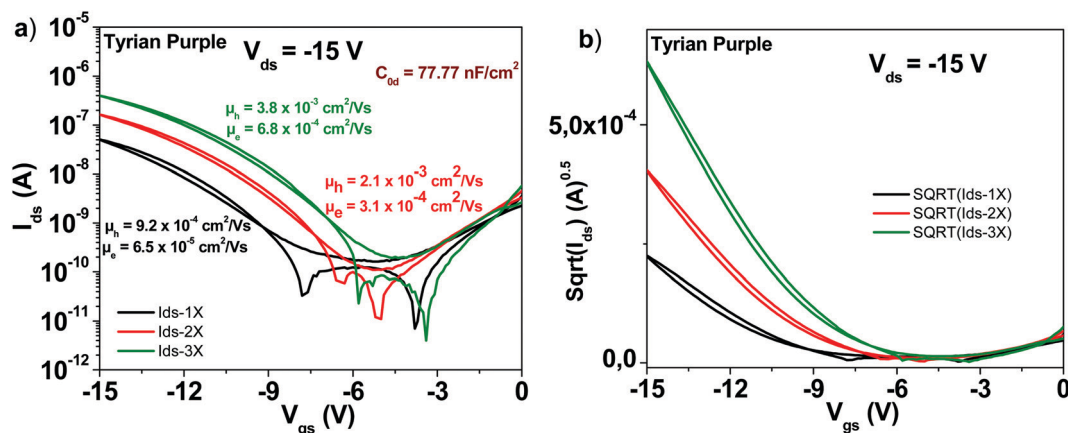 a)
Tyrian Purple
V_ds = -15 V
C_0d = 77.77 nF/cm²
μ_h = 3.8 x 10⁻³ cm²/Vs
μ_e = 6.8 x 10⁻⁴ cm²/Vs
μ_h = 2.1 x 10⁻³ cm²/Vs
μ_e = 3.1 x 10⁻⁴ cm²/Vs
μ_h = 9.2 x 10⁻⁴ cm²/Vs
μ_e = 6.5 x 10⁻⁵ cm²/Vs
Ids-1X
Ids-2X
Ids-3X
I_ds (A)
10⁻⁵
10⁻⁶
10⁻⁷
10⁻⁸
10⁻⁹
10⁻¹⁰
10⁻¹¹
10⁻¹²
-15 -12 -9 -6 -3 0
V_gs (V)
b)
Tyrian Purple
V_ds = -15 V
SQRT(Ids-1X)
SQRT(Ids-2X)
SQRT(Ids-3X)
Sqrt(I_ds) (A)^0.5
5,0x10⁻⁴
0,0
-15 -12 -9 -6 -3 0
V_gs (V)